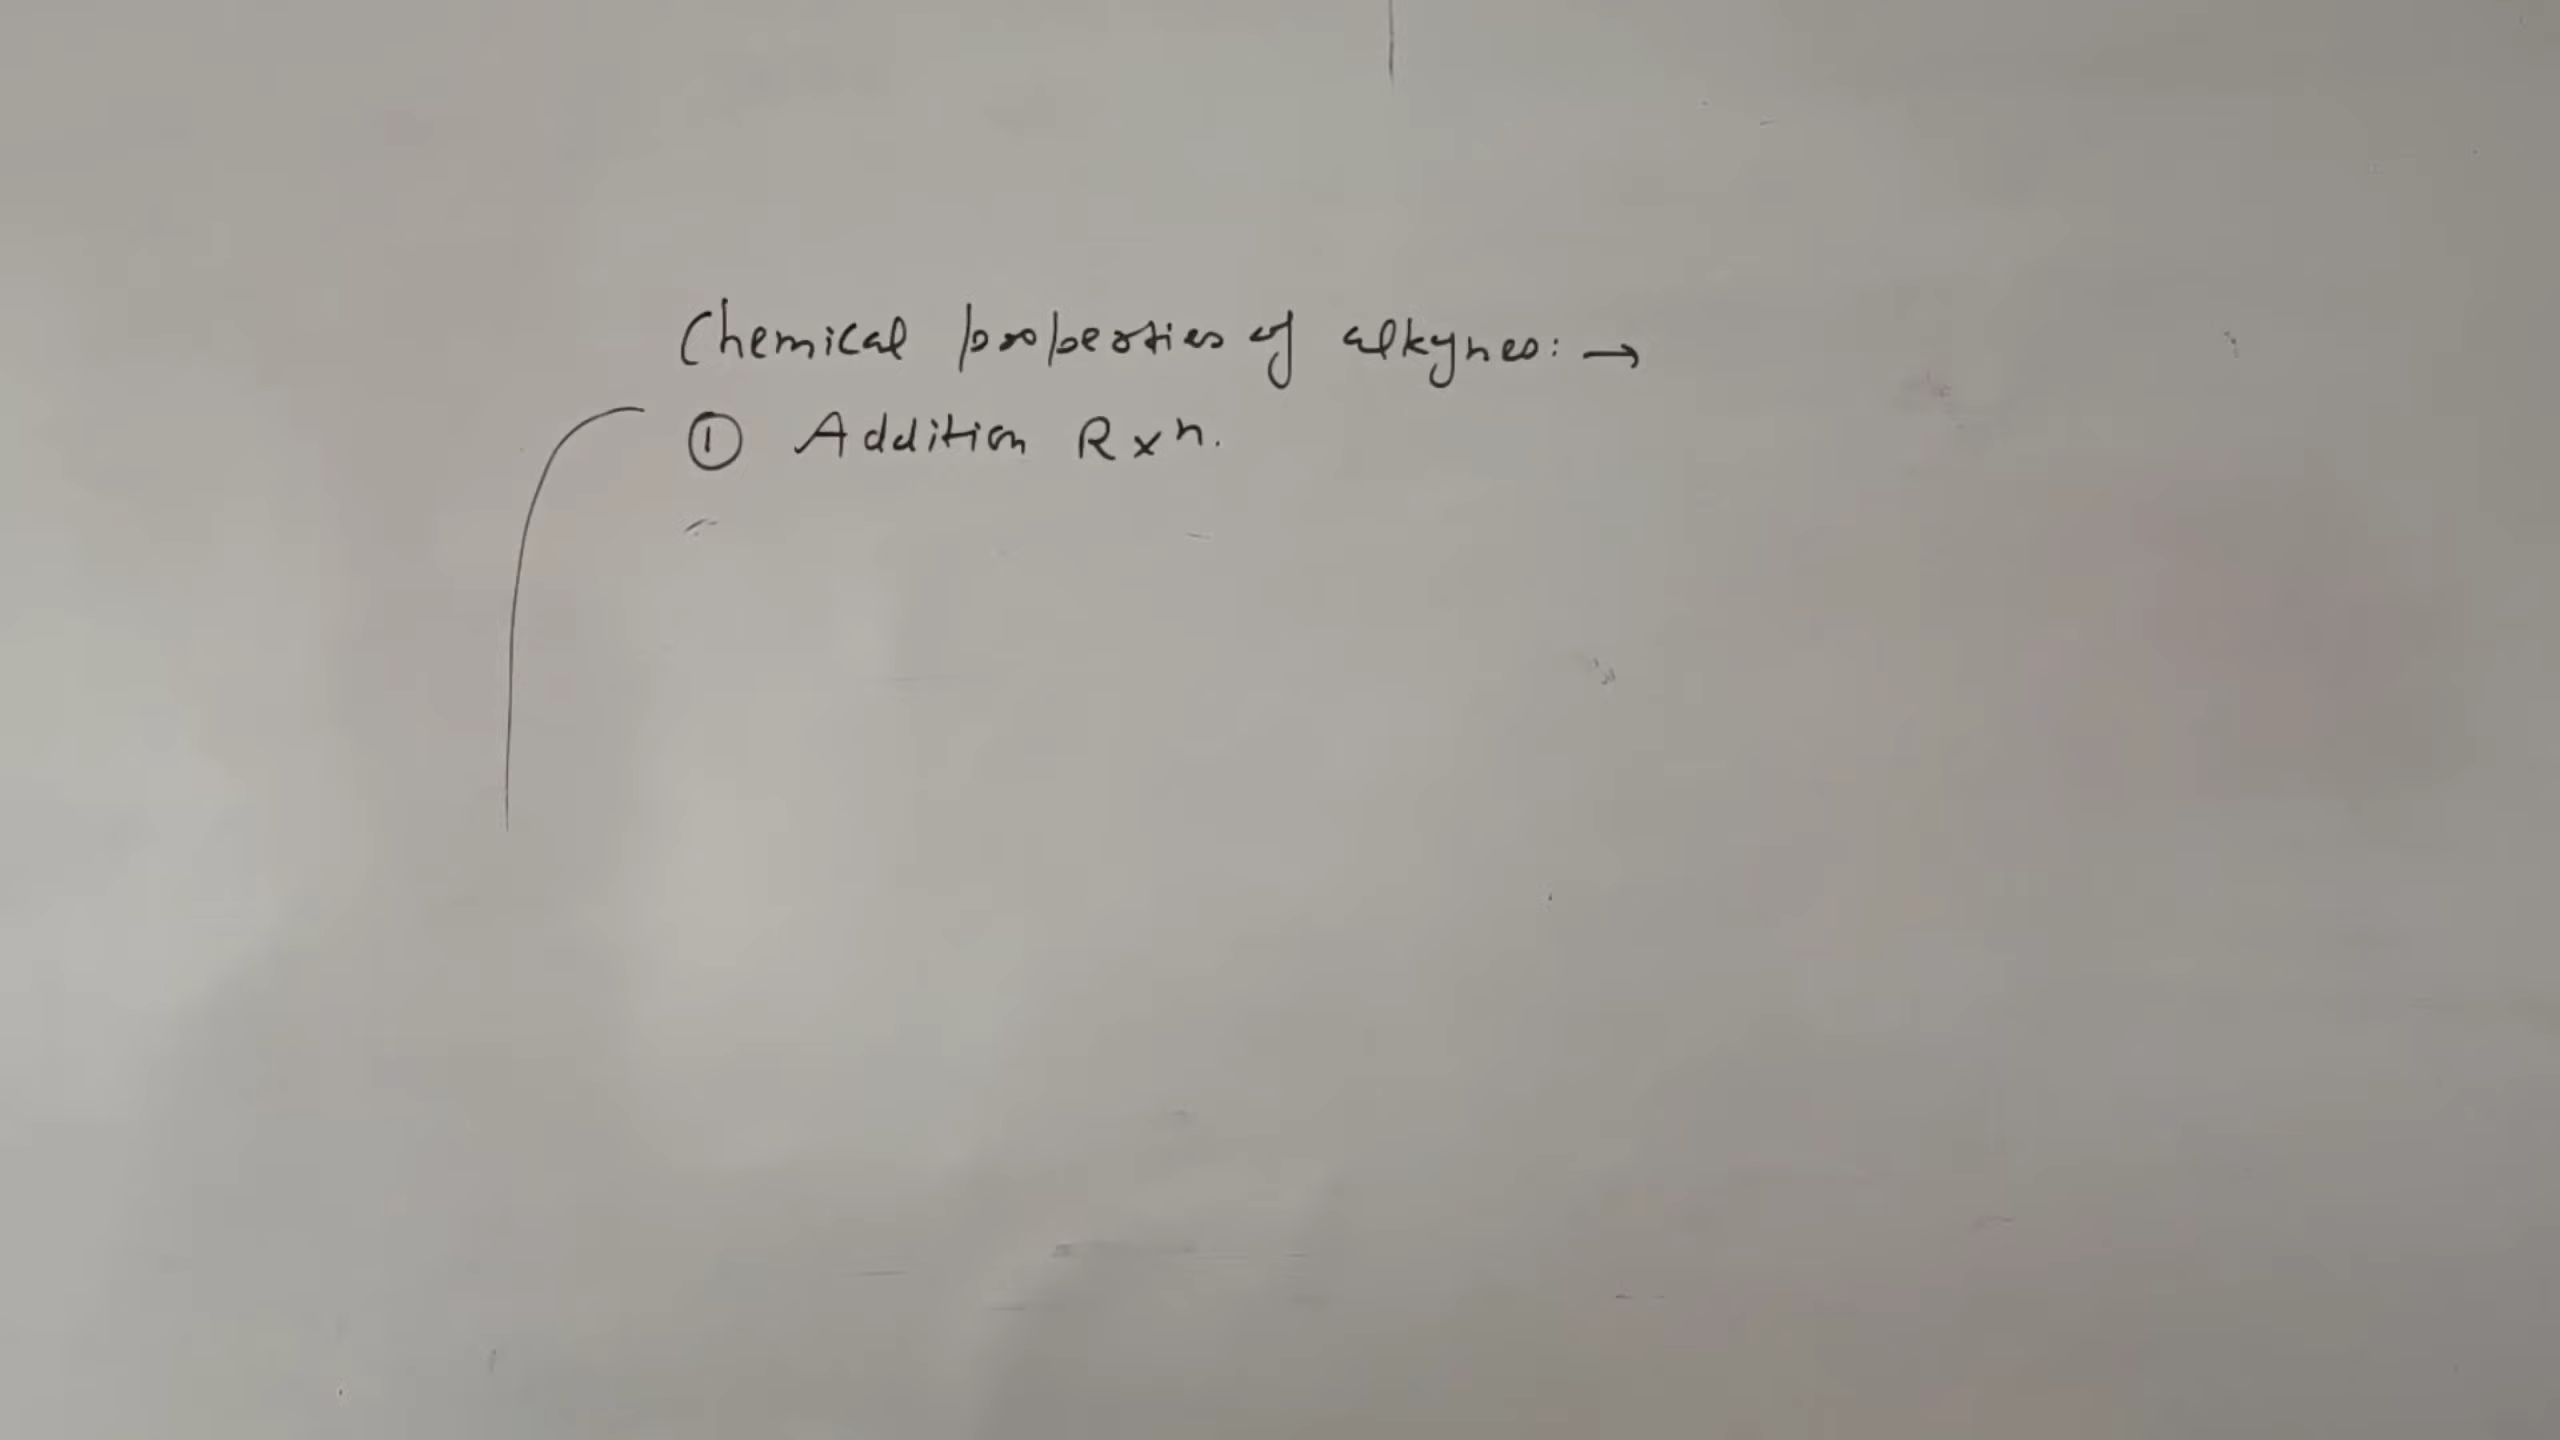 Chemical properties of alkynes: →
① Addition Rxn.